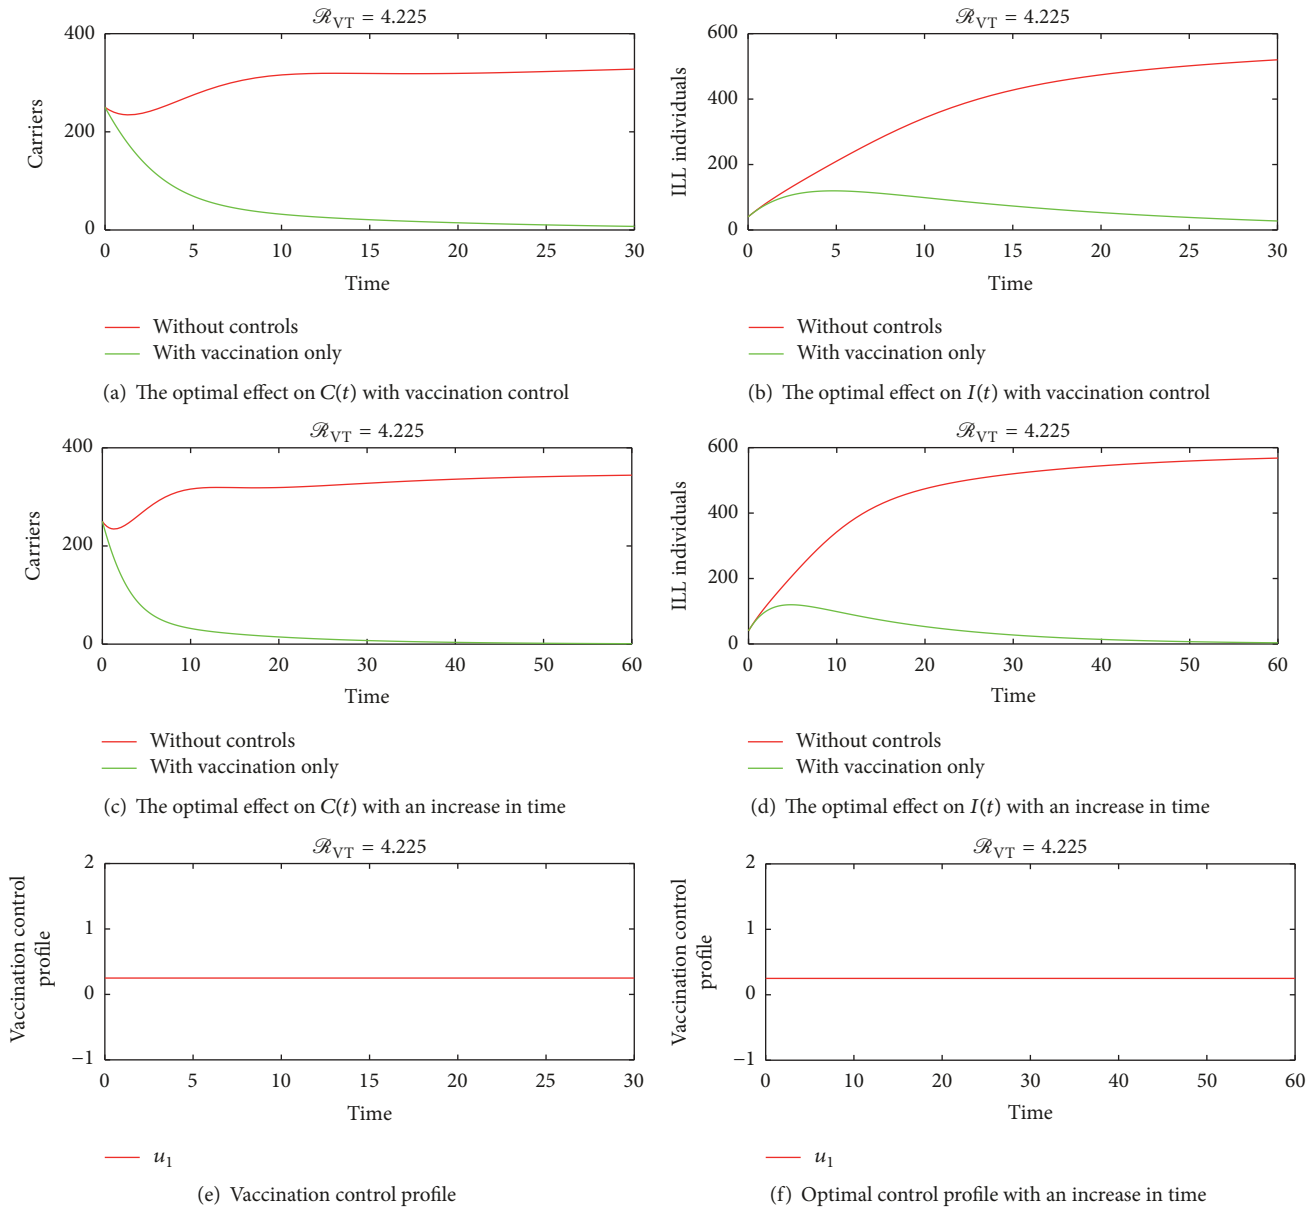 ℛVT = 4.225
400
200
0
Carriers
0 5 10 15 20 25 30
Time
Without controls
With vaccination only
(a) The optimal effect on C(t) with vaccination control
ℛVT = 4.225
600
400
200
0
ILL individuals
0 5 10 15 20 25 30
Time
Without controls
With vaccination only
(b) The optimal effect on I(t) with vaccination control
ℛVT = 4.225
400
200
0
Carriers
0 10 20 30 40 50 60
Time
Without controls
With vaccination only
(c) The optimal effect on C(t) with an increase in time
ℛVT = 4.225
600
400
200
0
ILL individuals
0 10 20 30 40 50 60
Time
Without controls
With vaccination only
(d) The optimal effect on I(t) with an increase in time
ℛVT = 4.225
2
1
0
−1
Vaccination control
profile
0 5 10 15 20 25 30
Time
u1
(e) Vaccination control profile
ℛVT = 4.225
2
1
0
−1
Vaccination control
profile
0 10 20 30 40 50 60
Time
u1
(f) Optimal control profile with an increase in time